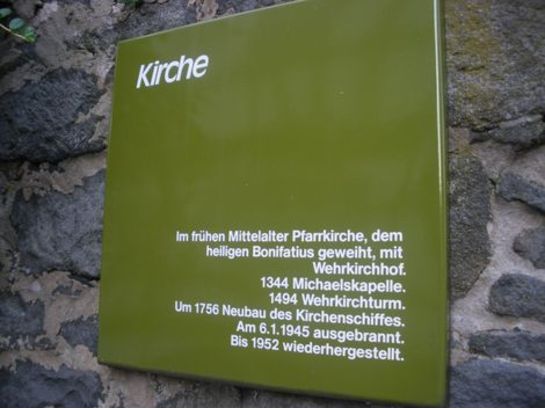 Kirche
Im frühen Mittelalter Pfarrkirche, dem
heiligen Bonifatius geweiht, mit
Wehrkirchhof.
1344 Michaelskapelle.
1494 Wehrkirchturm.
Um 1756 Neubau des Kirchenschiffes.
Am 6.1.1945 ausgebrannt.
Bis 1952 wiederhergestellt.